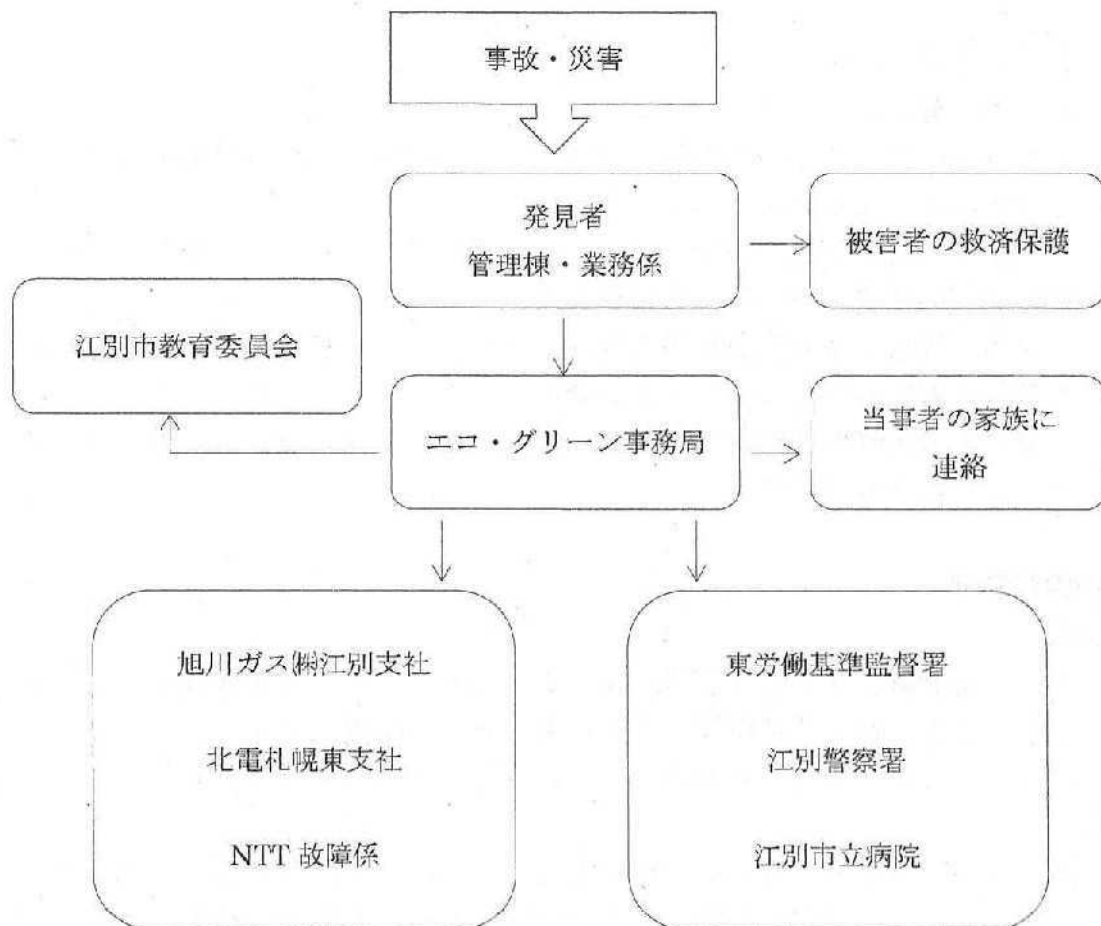 事故・災害
発見者
管理棟・業務係
被害者の救済保護
江別市教育委員会
エコ・グリーン事務局
当事者の家族に
連絡
旭川ガス㈱江別支社
北電札幌東支社
NTT 故障係
東労働基準監督署
江別警察署
江別市立病院